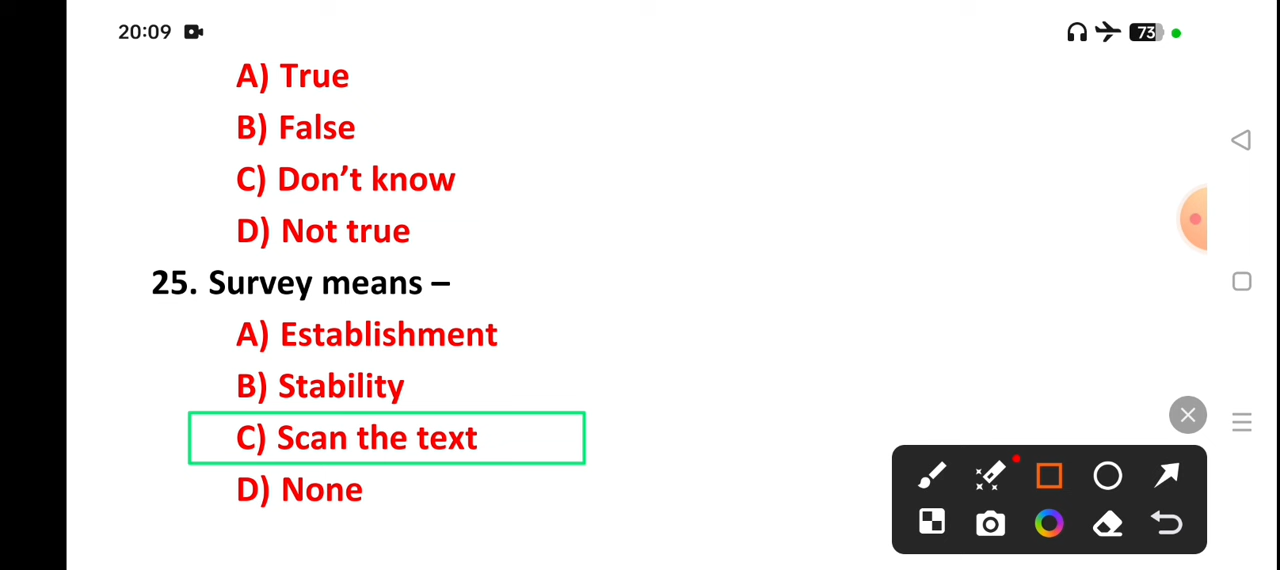 20:09
73
A) True
B) False
C) Don’t know
D) Not true
25. Survey means –
A) Establishment
B) Stability
C) Scan the text
D) None